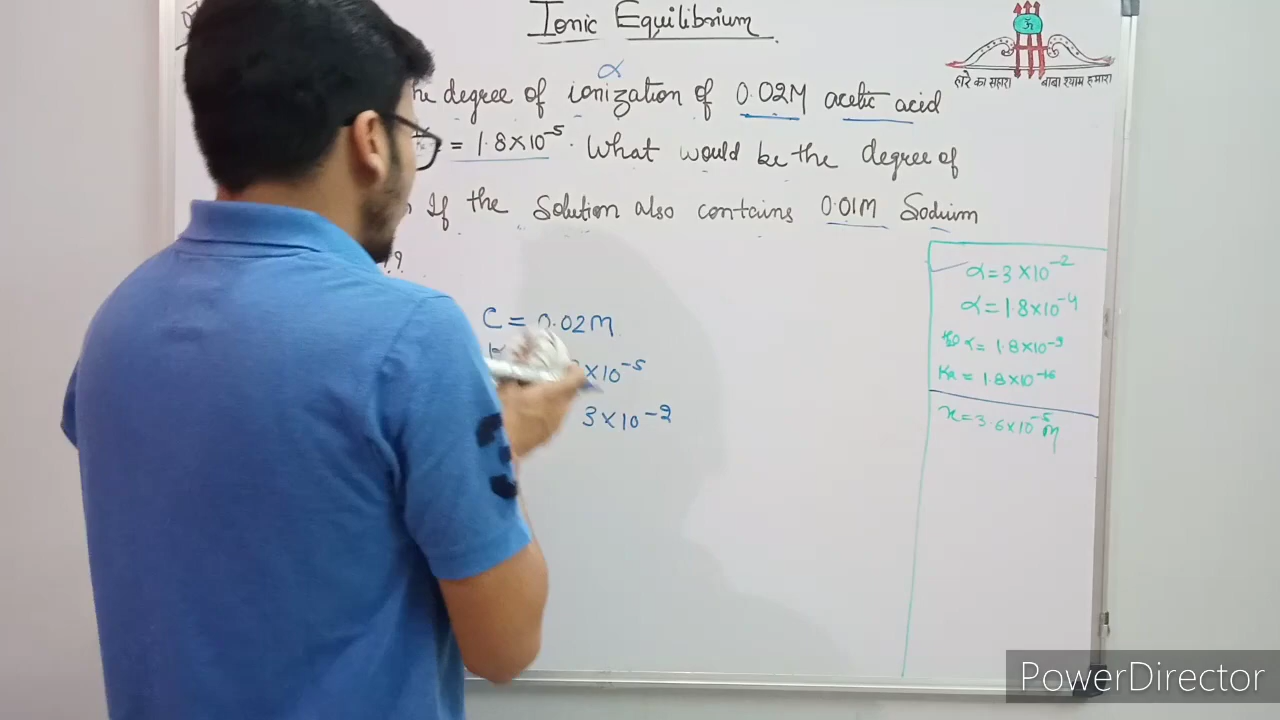 Ionic Equilibrium
ॐ
हारे का सहारा बाबा श्याम हमारा
α
degree of ionization of 0.02M acetic acid
= 1.8×10⁻⁵. What would be the degree of
If the Solution also contains 0.01M Sodium
??
C = 0.02M
×10⁻⁵
3×10⁻²
α = 3×10⁻²
α = 1.8×10⁻⁴
α = 1.8×10⁻³
Ka = 1.8×10⁻¹⁶
x = 3.6×10⁻⁵ M
3
PowerDirector